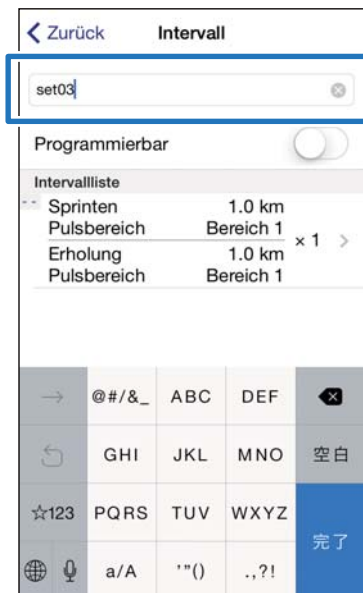 Zurück Intervall
set03
Programmierbar
Intervallliste
Sprinten 1.0 km
Pulsbereich Bereich 1
× 1
Erholung 1.0 km
Pulsbereich Bereich 1
→ @#/&_ ABC DEF
GHI JKL MNO 空白
☆123 PQRS TUV WXYZ
完了
a/A '"() .,?!